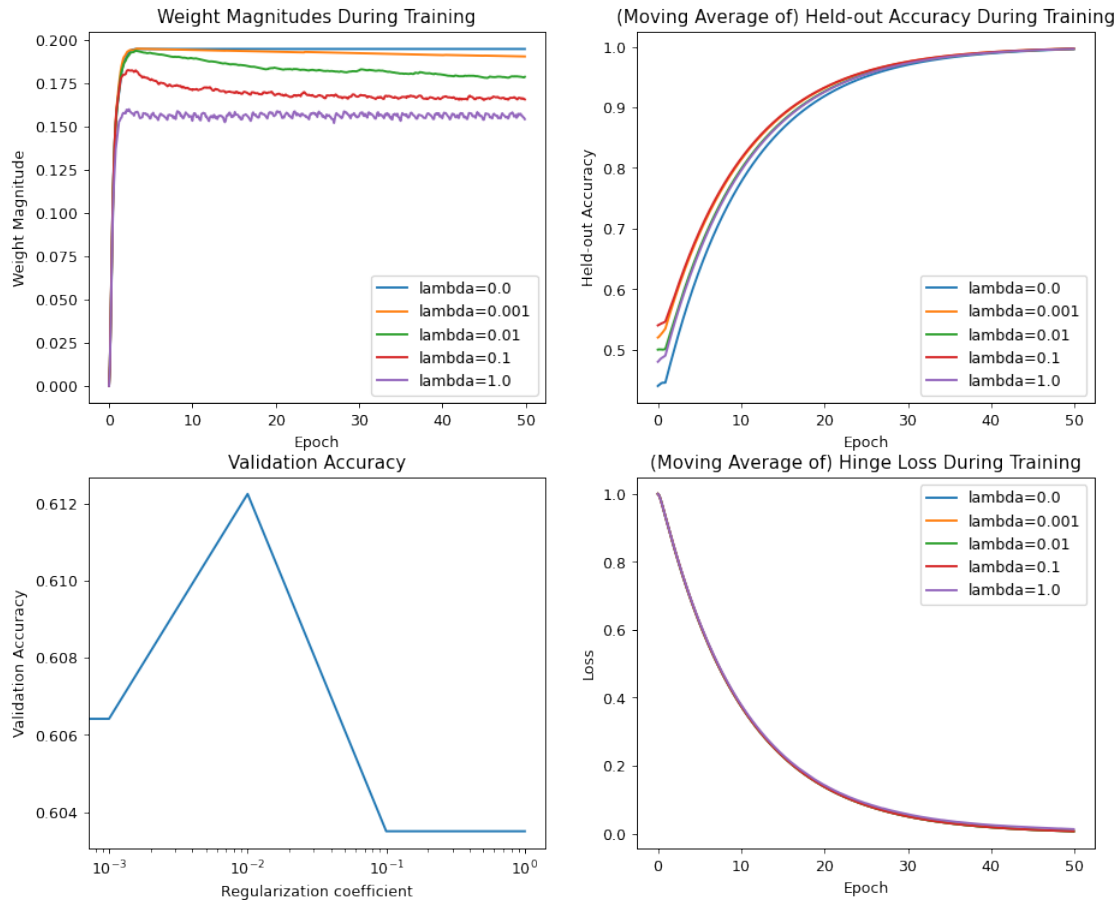 Weight Magnitudes During Training
0.200
0.175
0.150
0.125
0.100
0.075
0.050
0.025
0.000
Weight Magnitude
lambda=0.0
lambda=0.001
lambda=0.01
lambda=0.1
lambda=1.0
0 10 20 30 40 50
Epoch
(Moving Average of) Held-out Accuracy During Training
1.0
0.9
0.8
0.7
0.6
0.5
Held-out Accuracy
lambda=0.0
lambda=0.001
lambda=0.01
lambda=0.1
lambda=1.0
0 10 20 30 40 50
Epoch
Validation Accuracy
0.612
0.610
0.608
0.606
0.604
Validation Accuracy
10⁻³ 10⁻² 10⁻¹ 10⁰
Regularization coefficient
(Moving Average of) Hinge Loss During Training
1.0
0.8
0.6
0.4
0.2
0.0
Loss
lambda=0.0
lambda=0.001
lambda=0.01
lambda=0.1
lambda=1.0
0 10 20 30 40 50
Epoch